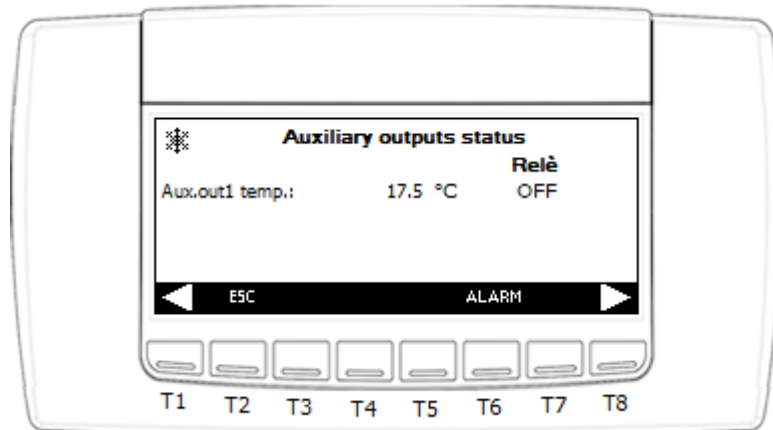 Auxiliary outputs status
Relè
Aux.out1 temp.: 17.5 °C OFF
ESC ALARM
T1 T2 T3 T4 T5 T6 T7 T8